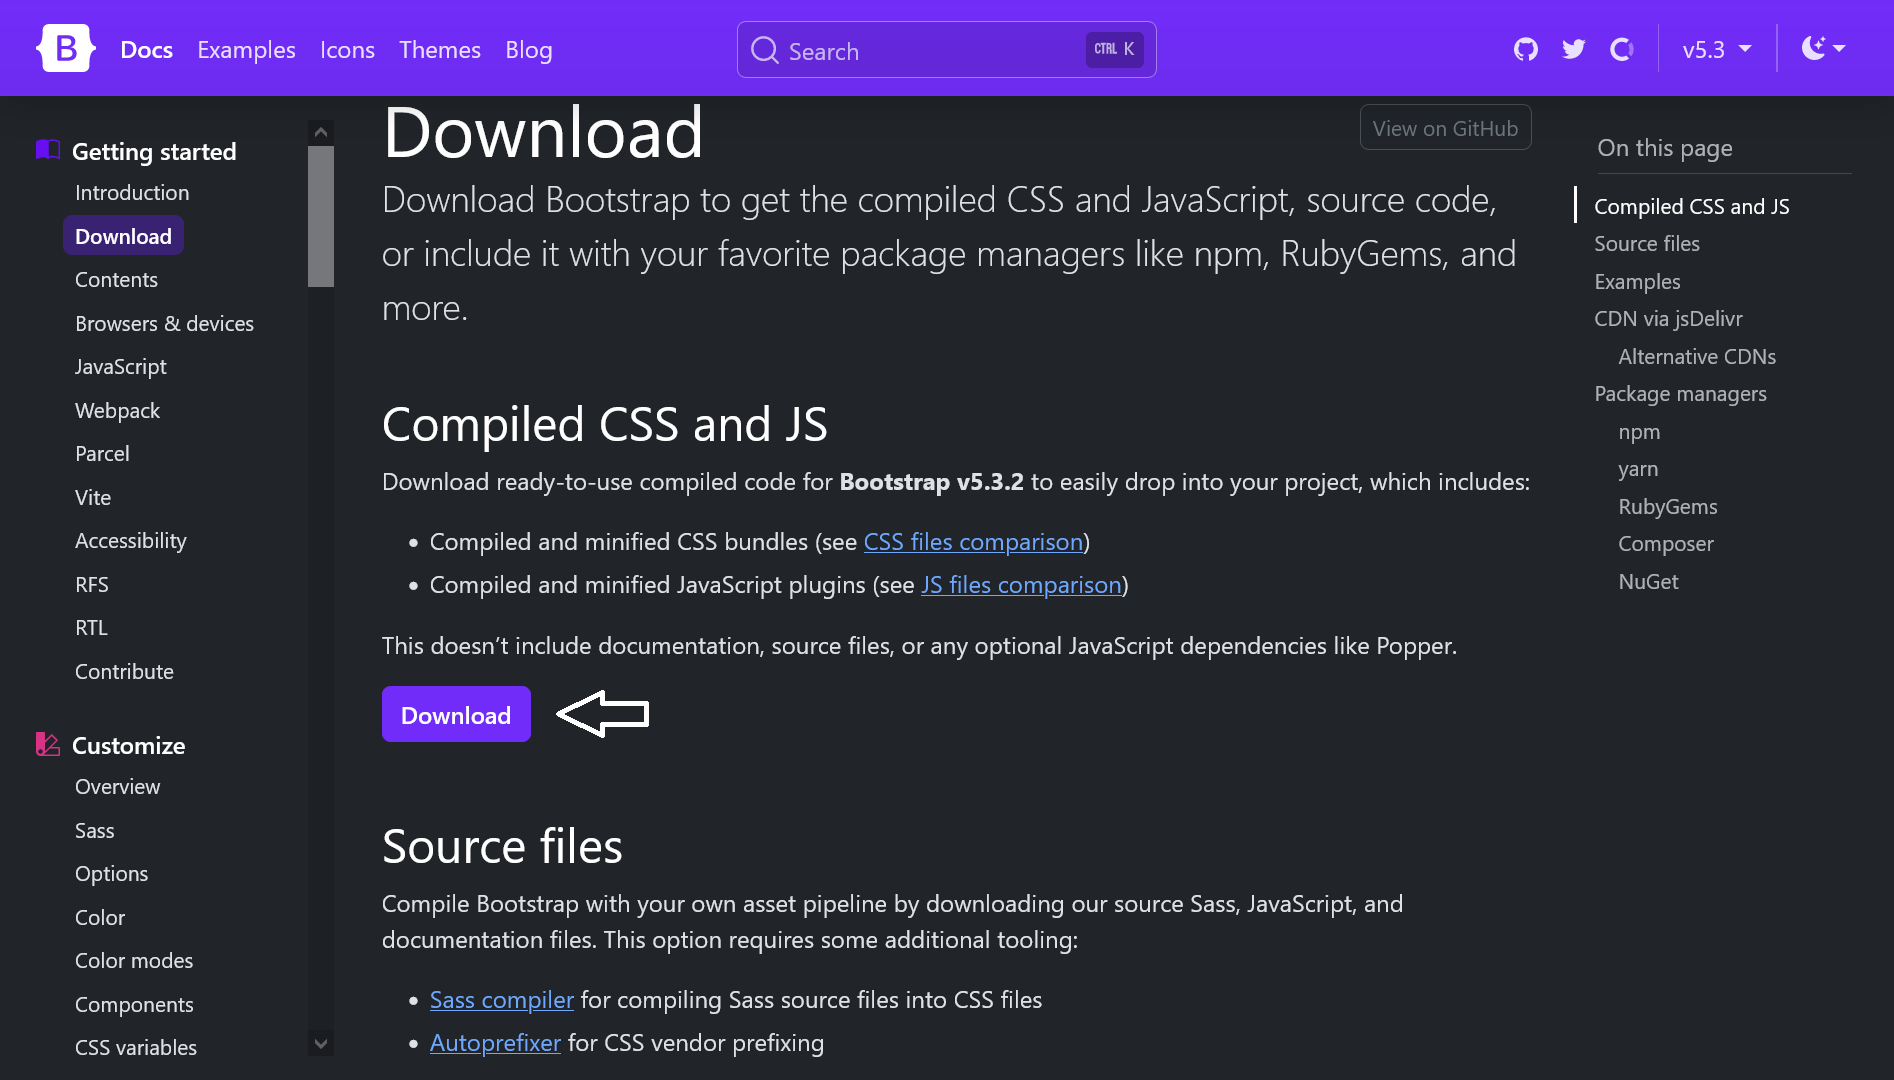 B Docs Examples Icons Themes Blog Search CTRL K v5.3
Getting started
Introduction
Download
Contents
Browsers & devices
JavaScript
Webpack
Parcel
Vite
Accessibility
RFS
RTL
Contribute
Customize
Overview
Sass
Options
Color
Color modes
Components
CSS variables
Download
View on GitHub
Download Bootstrap to get the compiled CSS and JavaScript, source code,
or include it with your favorite package managers like npm, RubyGems, and
more.
Compiled CSS and JS
Download ready-to-use compiled code for Bootstrap v5.3.2 to easily drop into your project, which includes:
• Compiled and minified CSS bundles (see CSS files comparison)
• Compiled and minified JavaScript plugins (see JS files comparison)
This doesn’t include documentation, source files, or any optional JavaScript dependencies like Popper.
Download
Source files
Compile Bootstrap with your own asset pipeline by downloading our source Sass, JavaScript, and
documentation files. This option requires some additional tooling:
• Sass compiler for compiling Sass source files into CSS files
• Autoprefixer for CSS vendor prefixing
On this page
Compiled CSS and JS
Source files
Examples
CDN via jsDelivr
Alternative CDNs
Package managers
npm
yarn
RubyGems
Composer
NuGet